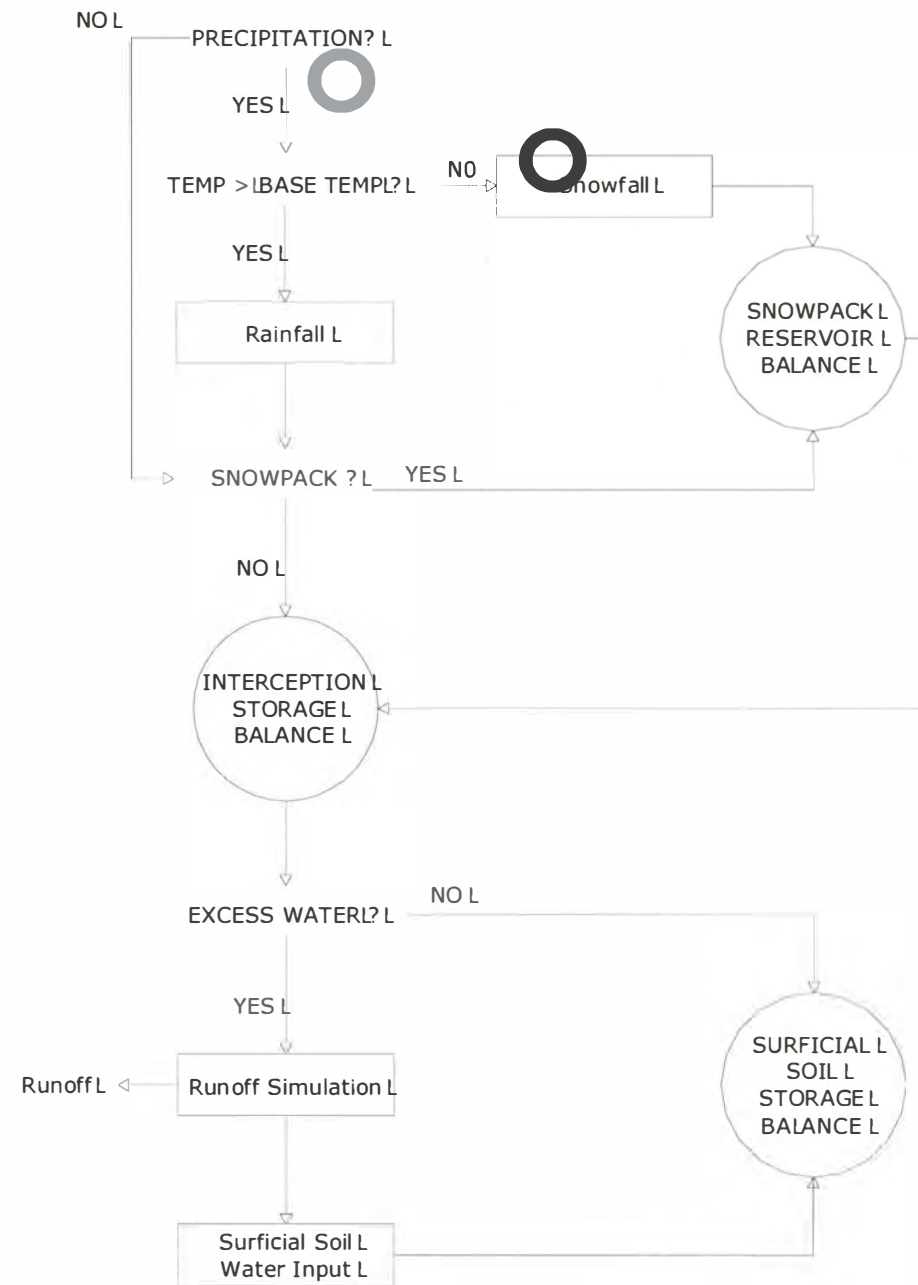 NO L
PRECIPITATION? L
YES L
TEMP > LBASE TEMPL? L
N0
YES L
Rainfall L
SNOWPACK L
RESERVOIR L
BALANCE L
SNOWPACK ? L
YES L
NO L
INTERCEPTION L
STORAGE L
BALANCE L
EXCESS WATERL? L
NO L
YES L
Runoff L
Runoff Simulation L
SURFICIAL L
SOIL L
STORAGE L
BALANCE L
Surficial Soil L
Water Input L